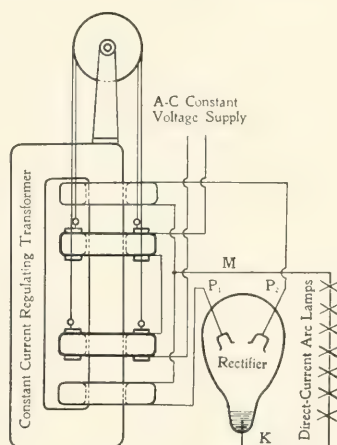 A-C Constant
Voltage Supply
Constant Current Regulating Transformer
M
P₁
P₂
Rectifier
Direct-Current Arc Lamps
K